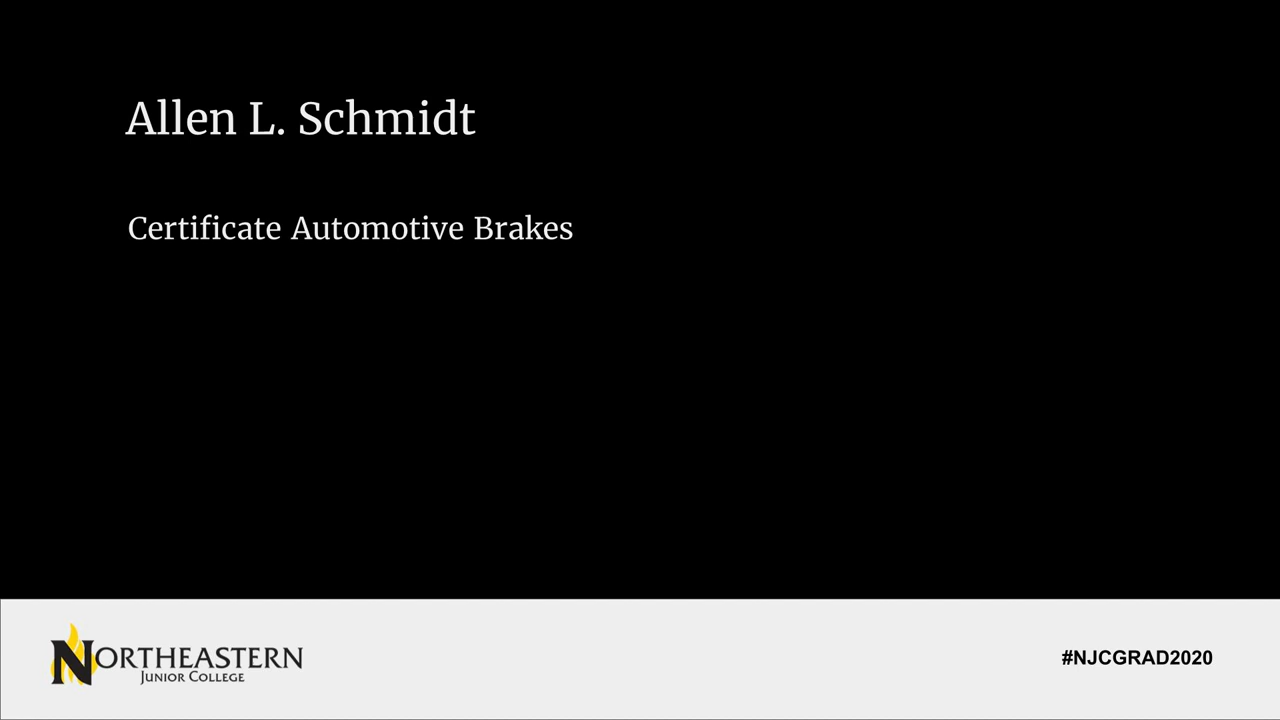 Allen L. Schmidt
Certificate Automotive Brakes
NORTHEASTERN
JUNIOR COLLEGE
#NJCGRAD2020